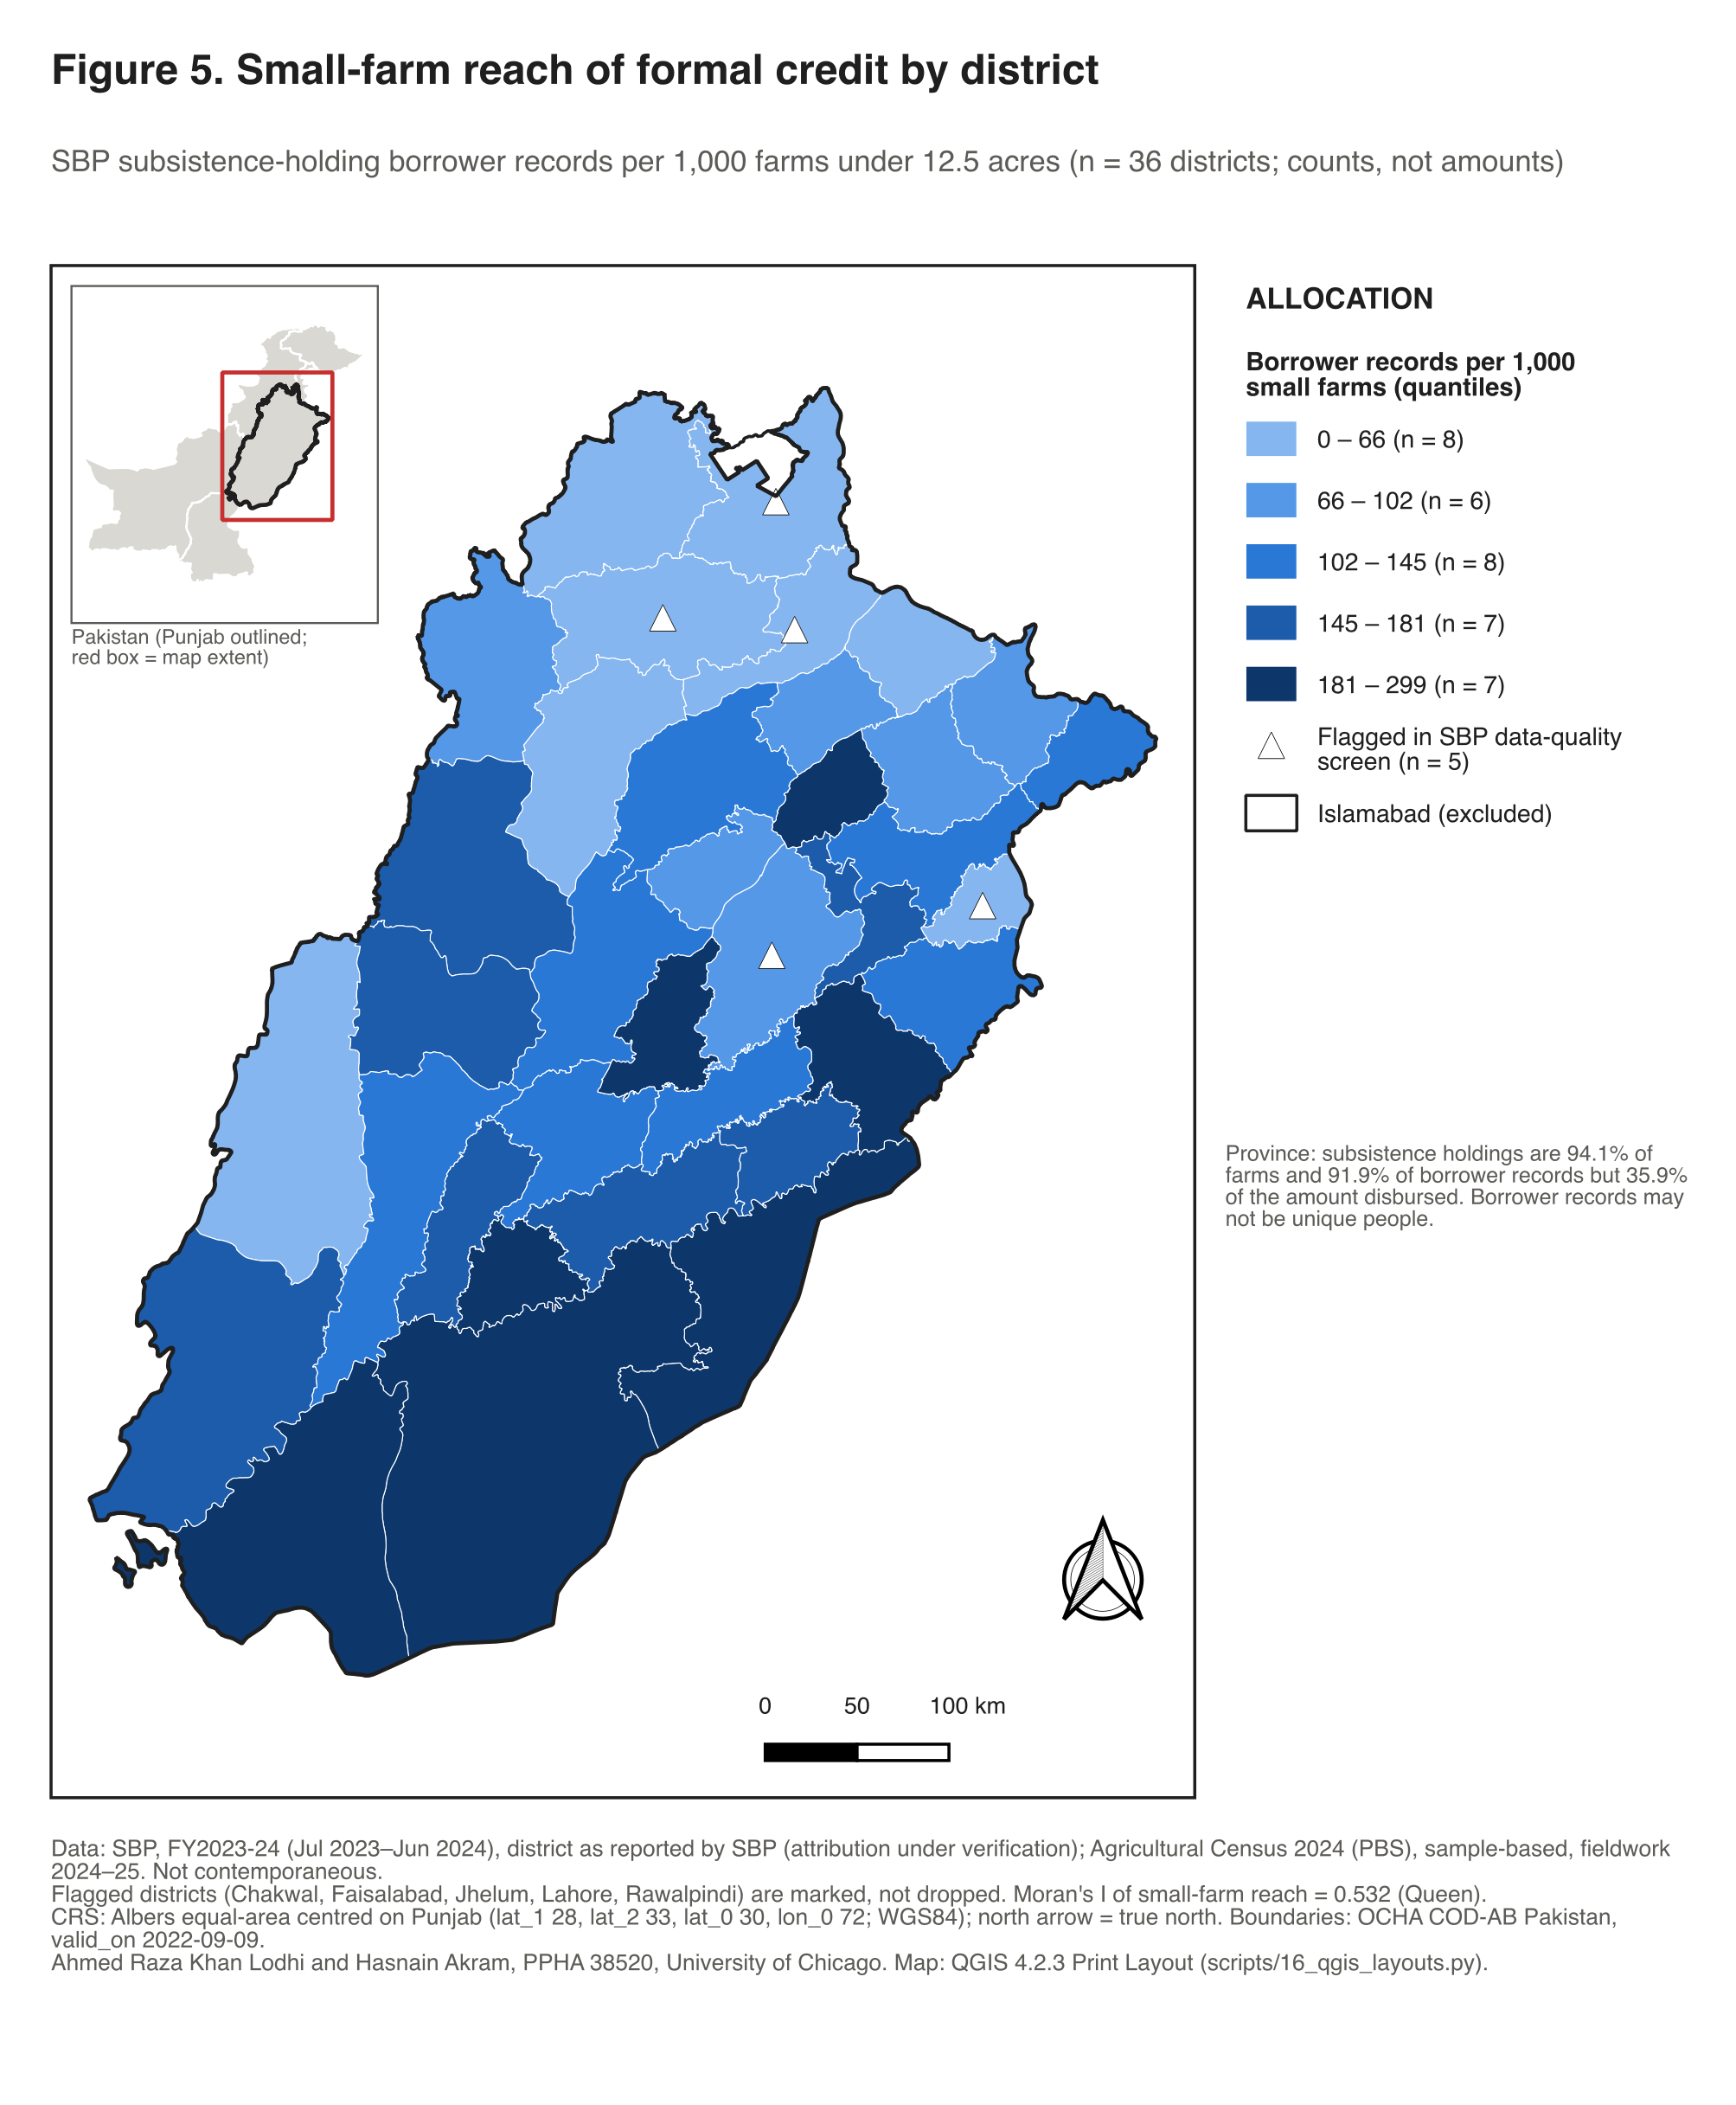 Figure 5. Small-farm reach of formal credit by district
SBP subsistence-holding borrower records per 1,000 farms under 12.5 acres (n = 36 districts; counts, not amounts)
Pakistan (Punjab outlined;
red box = map extent)
ALLOCATION
Borrower records per 1,000
small farms (quantiles)
0 – 66 (n = 8)
66 – 102 (n = 6)
102 – 145 (n = 8)
145 – 181 (n = 7)
181 – 299 (n = 7)
Flagged in SBP data-quality
screen (n = 5)
Islamabad (excluded)
Province: subsistence holdings are 94.1% of
farms and 91.9% of borrower records but 35.9%
of the amount disbursed. Borrower records may
not be unique people.
0 50 100 km
Data: SBP, FY2023-24 (Jul 2023–Jun 2024), district as reported by SBP (attribution under verification); Agricultural Census 2024 (PBS), sample-based, fieldwork
2024–25. Not contemporaneous.
Flagged districts (Chakwal, Faisalabad, Jhelum, Lahore, Rawalpindi) are marked, not dropped. Moran's I of small-farm reach = 0.532 (Queen).
CRS: Albers equal-area centred on Punjab (lat_1 28, lat_2 33, lat_0 30, lon_0 72; WGS84); north arrow = true north. Boundaries: OCHA COD-AB Pakistan,
valid_on 2022-09-09.
Ahmed Raza Khan Lodhi and Hasnain Akram, PPHA 38520, University of Chicago. Map: QGIS 4.2.3 Print Layout (scripts/16_qgis_layouts.py).